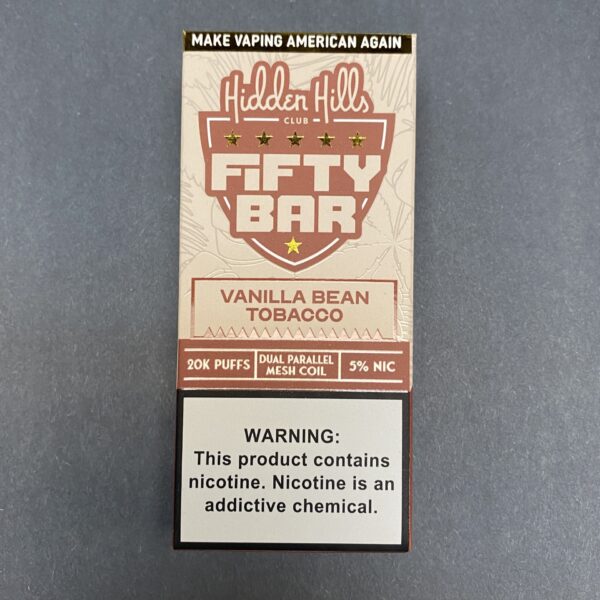 MAKE VAPING AMERICAN AGAIN
Hidden Hills
CLUB
FiFTY
BAR
VANILLA BEAN
TOBACCO
20K PUFFS
DUAL PARALLEL
MESH COIL
5% NIC
WARNING:
This product contains
nicotine. Nicotine is an
addictive chemical.